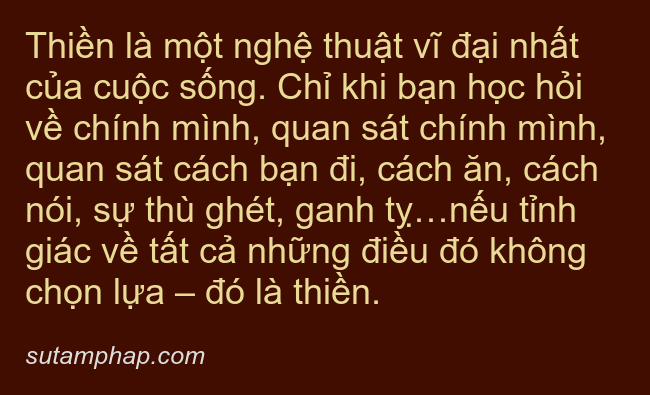 Thiền là một nghệ thuật vĩ đại nhất
của cuộc sống. Chỉ khi bạn học hỏi
về chính mình, quan sát chính mình,
quan sát cách bạn đi, cách ăn, cách
nói, sự thù ghét, ganh tỵ…nếu tỉnh
giác về tất cả những điều đó không
chọn lựa – đó là thiền.
sutamphap.com